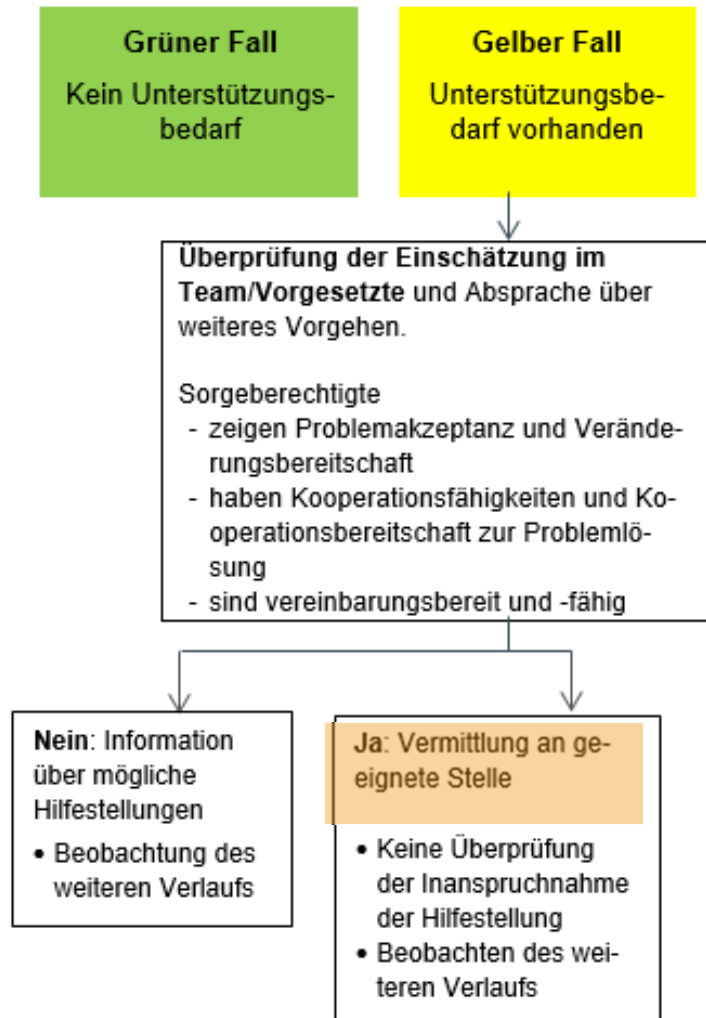 Grüner Fall
Kein Unterstützungs-
bedarf
Gelber Fall
Unterstützungsbe-
darf vorhanden
Überprüfung der Einschätzung im
Team/Vorgesetzte und Absprache über
weiteres Vorgehen.
Sorgeberechtigte
- zeigen Problemakzeptanz und Verände-
rungsbereitschaft
- haben Kooperationsfähigkeiten und Ko-
operationsbereitschaft zur Problemlö-
sung
- sind vereinbarungsbereit und -fähig
Nein: Information
über mögliche
Hilfestellungen
• Beobachtung des
weiteren Verlaufs
Ja: Vermittlung an ge-
eignete Stelle
• Keine Überprüfung
der Inanspruchnahme
der Hilfestellung
• Beobachten des wei-
teren Verlaufs